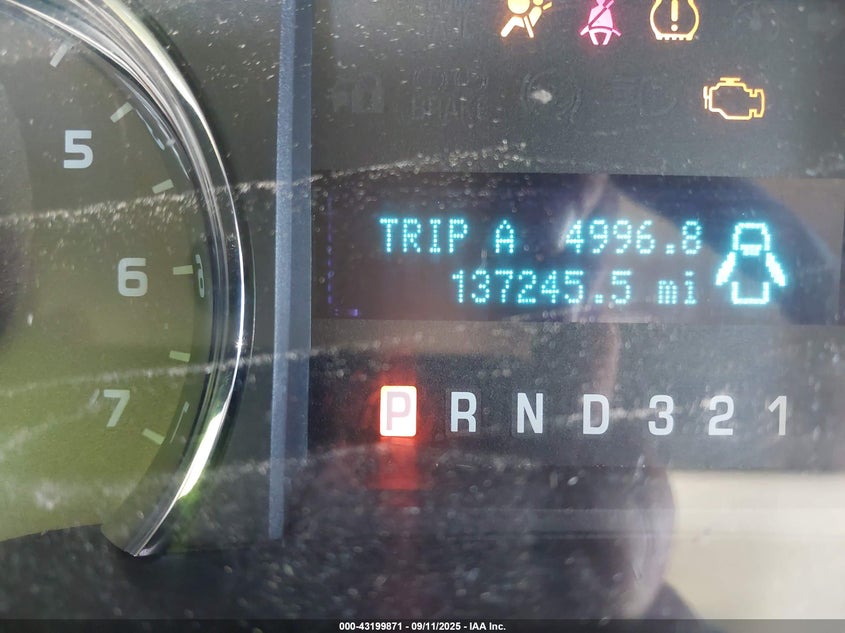 5
6
7
8
TRIP A 4996.8
137245.5 mi
P R N D 3 2 1
000-43199871 - 09/11/2025 - IAA Inc.